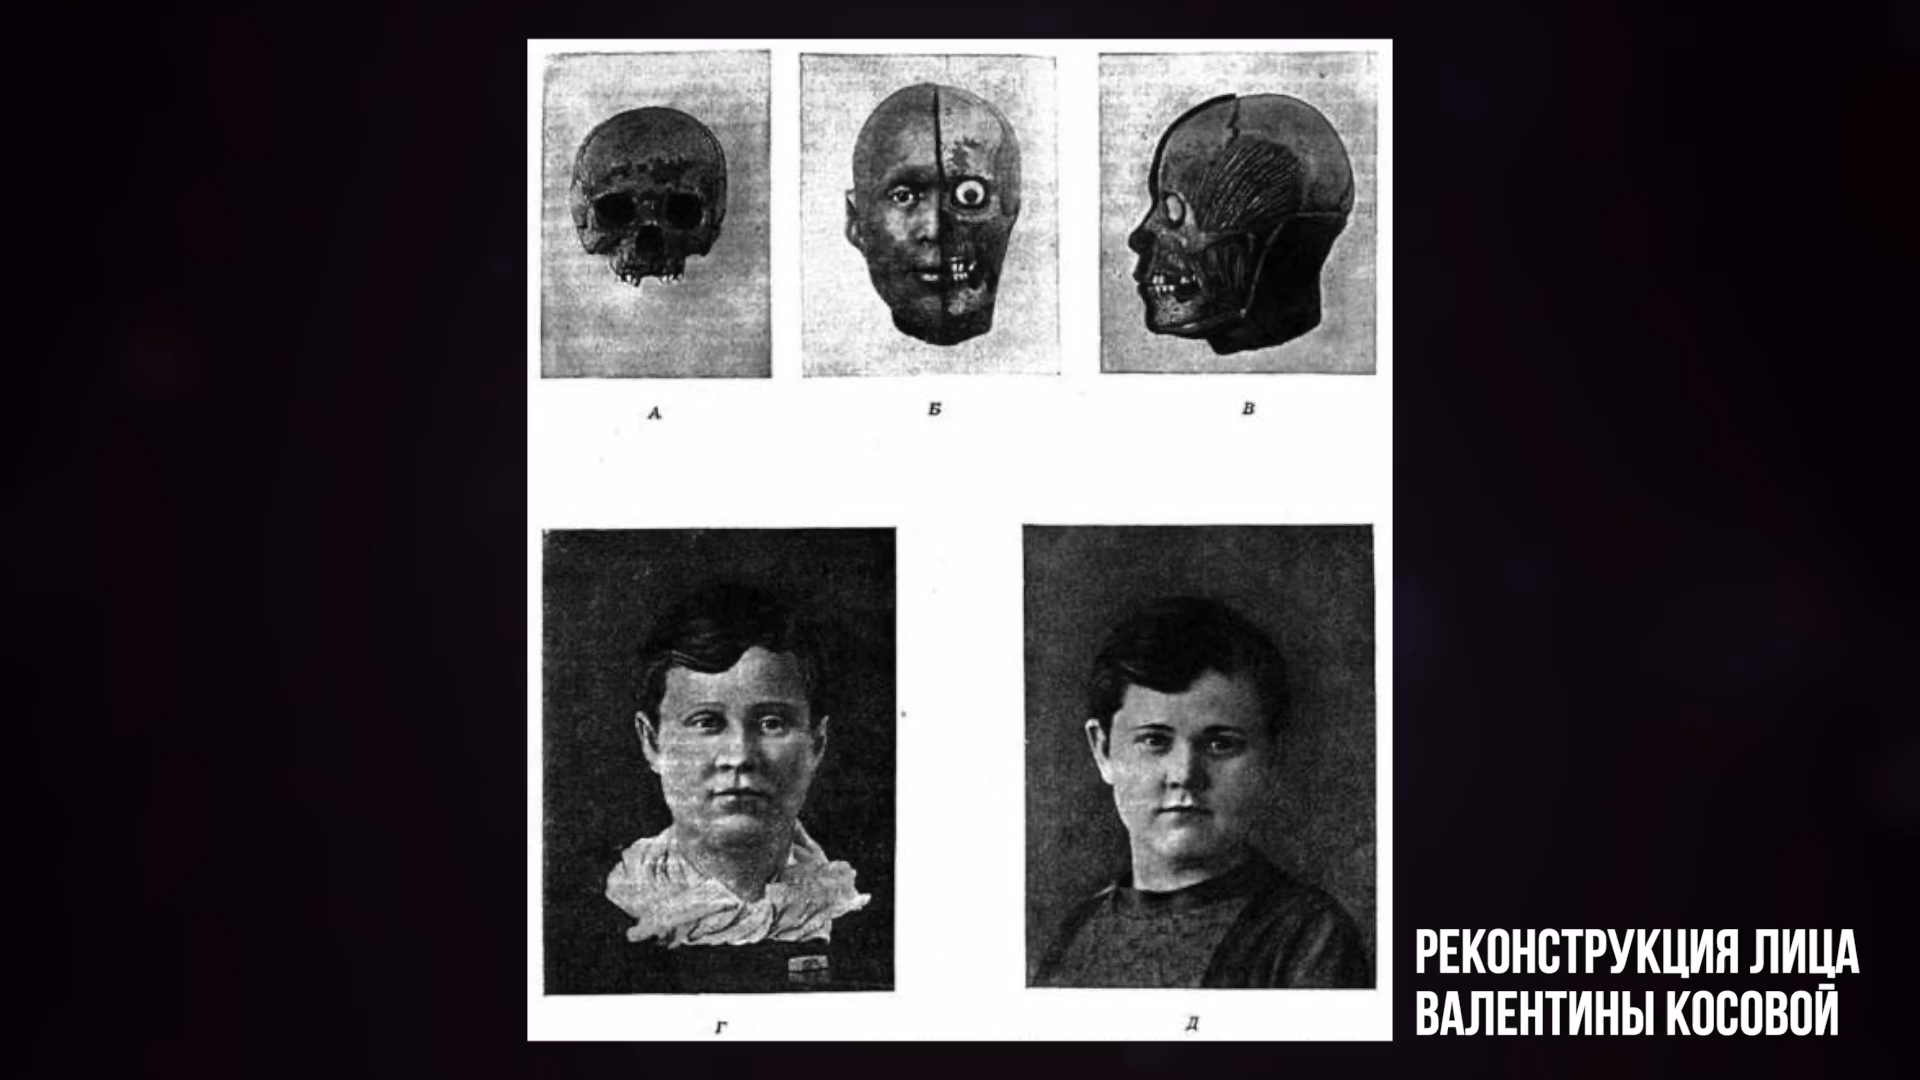 А
Б
В
Г
Д
РЕКОНСТРУКЦИЯ ЛИЦА
ВАЛЕНТИНЫ КОСОВОЙ